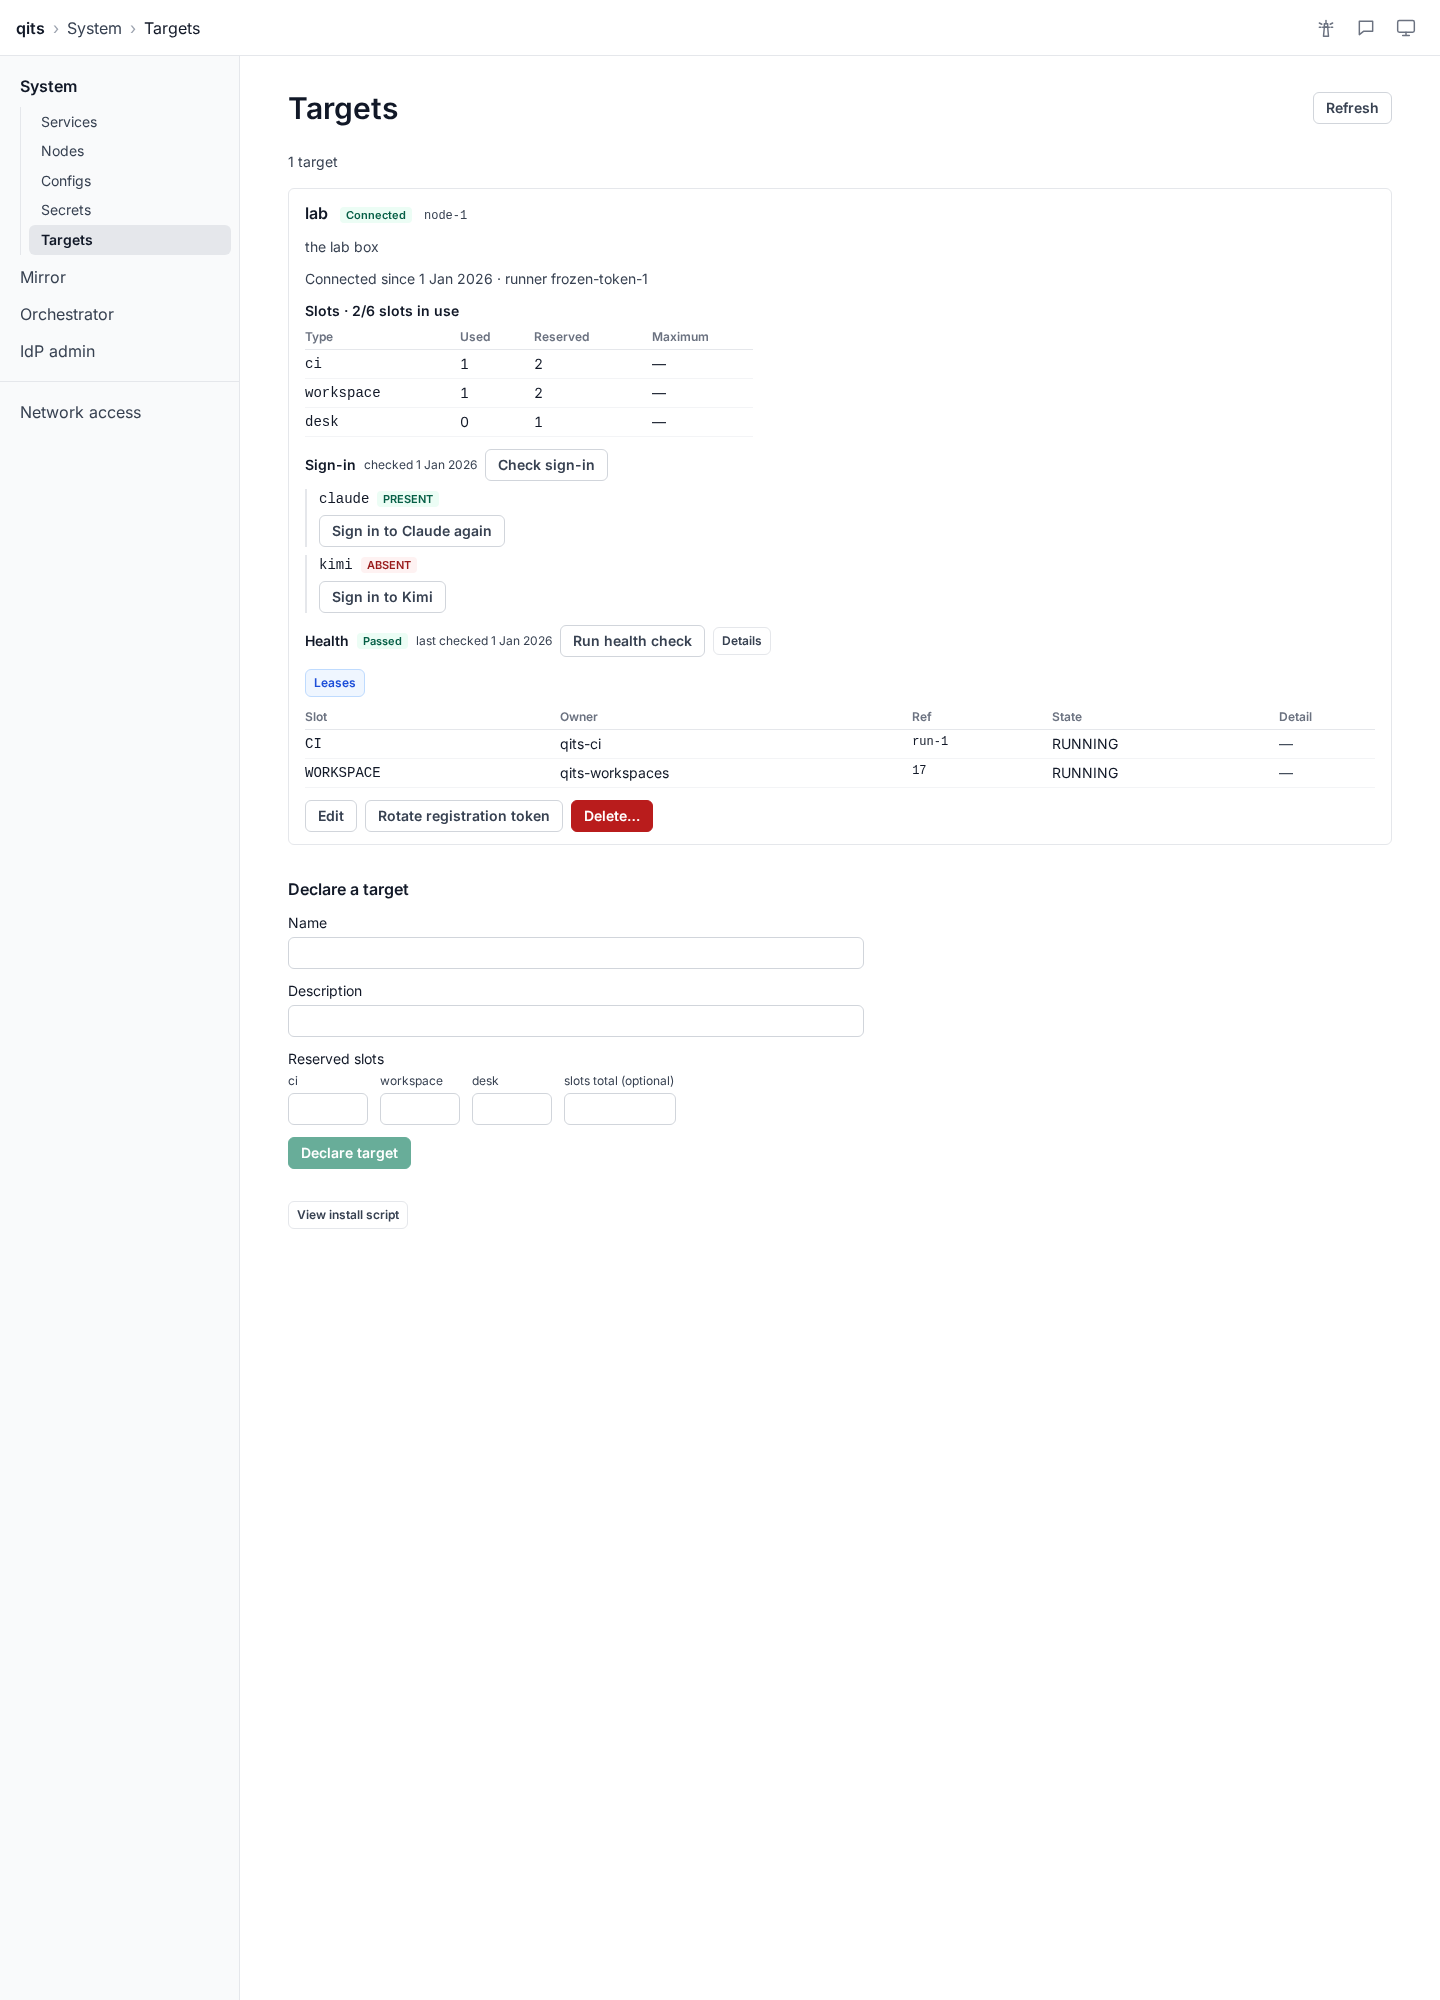 qits › System › Targets
System
Services
Nodes
Configs
Secrets
Targets
Mirror
Orchestrator
IdP admin
Network access
Targets
Refresh
1 target
lab Connected node-1
the lab box
Connected since 1 Jan 2026 · runner frozen-token-1
Slots · 2/6 slots in use
Type Used Reserved Maximum
ci 1 2 —
workspace 1 2 —
desk 0 1 —
Sign-in checked 1 Jan 2026 Check sign-in
claude PRESENT
Sign in to Claude again
kimi ABSENT
Sign in to Kimi
Health Passed last checked 1 Jan 2026 Run health check Details
Leases
Slot Owner Ref State Detail
CI qits-ci run-1 RUNNING —
WORKSPACE qits-workspaces 17 RUNNING —
Edit Rotate registration token Delete…
Declare a target
Name
Description
Reserved slots
ci workspace desk slots total (optional)
Declare target
View install script